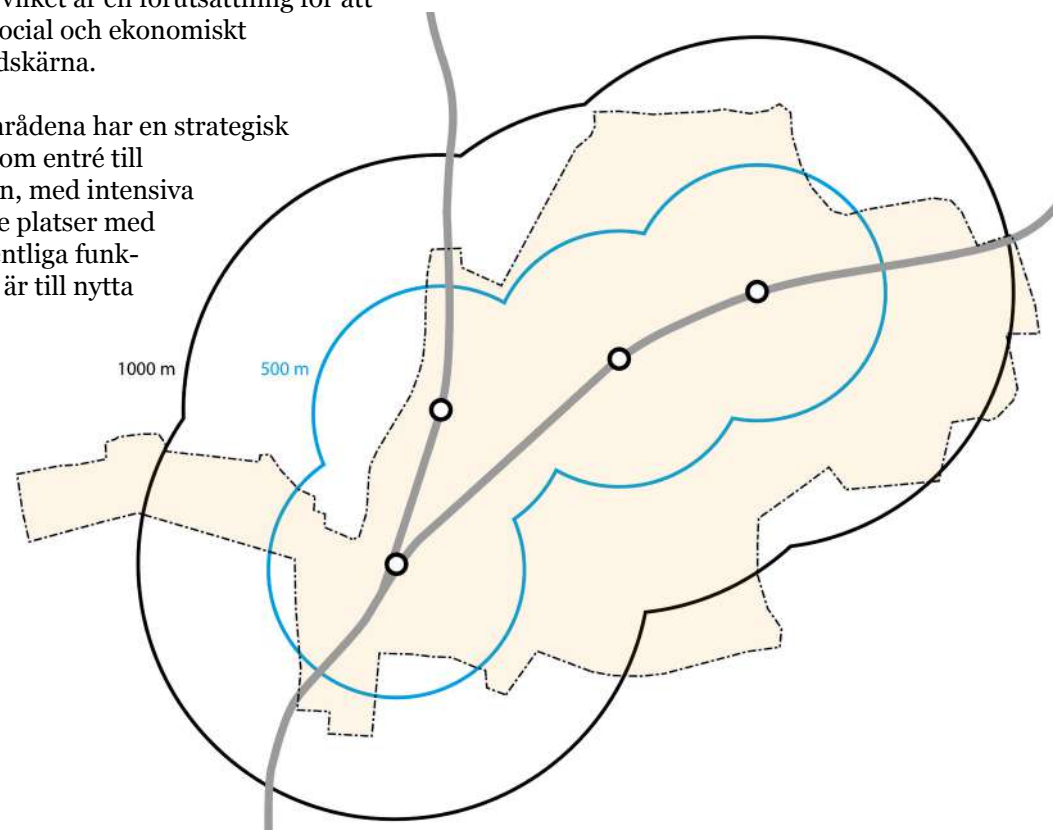 vilket är en förutsättning för att
ocial och ekonomiskt
dskärna.
rådena har en strategisk
om entré till
n, med intensiva
e platser med
entliga funk-
är till nytta
1000 m
500 m